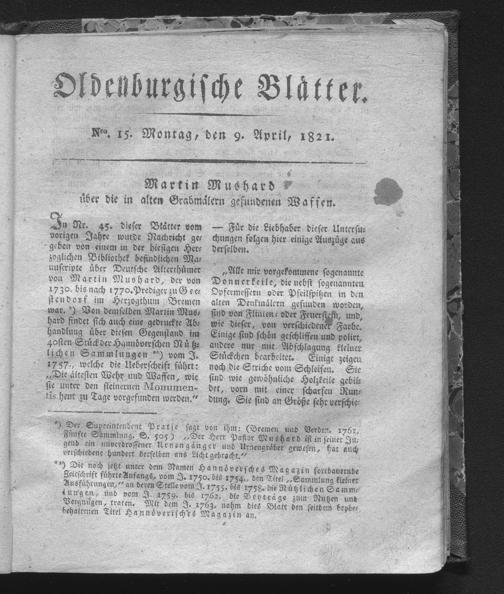 Oldenburgische Blätter.
Nro. 15. Montag, den 9. April, 1821.
Martin Mushard
über die in alten Grabmälern gefundenen Waffen.
In Nr. 45. dieser Blätter vom
vorigen Jahre wurde Nachricht ge-
geben von einem in der hiesigen Her-
zoglichen Bibliothek befindlichen Ma-
nuscripte über Deutsche Alterthümer
von Martin Mushard, der von
1730. bis nach 1770. Prediger zu Gee-
stendorf im Herzogthum Bremen
war. *) Von demselben Martin Mus-
hard findet sich auch eine gedruckte Ab-
handlung über diesen Gegenstand im
40sten Stück der Hannöverschen Nütz-
lichen Sammlungen **) vom J.
1757., welche die Ueberschrift führt:
„Die ältesten Wehr und Waffen, wie
sie unter den steinernen Monumen-
tis hent zu Tage vorgefunden werden.“
— Für die Liebhaber dieser Untersu-
chungen folgen hier einige Auszüge aus
derselben.
„Alle mir vorgekommene sogenannte
Donnerkeile, die nebst sogenannten
Opfermessern oder Pfeilspitzen in den
alten Denkmälern gefunden worden,
sind von Flinten- oder Feuerstein, und,
wie dieser, von verschiedener Farbe.
Einige sind schön geschliffen und polirt,
andere nur mit Abschlagung kleiner
Stückchen bearbeitet. Einige zeigen
noch die Striche vom Schleifen. Sie
sind wie gewöhnliche Holzkeile gebil-
det, vorn mit einer scharfen Run-
dung. Sie sind an Größe sehr verschie-
*) Der Superintendent Pratje sagt von ihm: (Bremen und Verden. 1762.
Fünfte Sammlung. S. 505) „Der Herr Pastor Mushard ist in seiner Ju-
gend ein unverdrossener Urnengänger und Urnengräber gewesen, hat auch
verschiedene hundert derselben ans Licht gebracht.“
**) Die noch jetzt unter dem Namen Hannöversches Magazin fortdauernde
Zeitschrift führte Anfangs, vom J. 1750. bis 1754., den Titel „Sammlung kleiner
Ausführungen,“ an deren Stelle vom J. 1755. bis 1758. die Nützlichen Samm-
lungen, und vom J. 1759. bis 1762. die Beyträge zum Nutzen und
Vergnügen, traten. Mit dem J. 1763. nahm dies Blatt den seitdem beybe-
haltenen Titel Hannöverisches Magazin an.